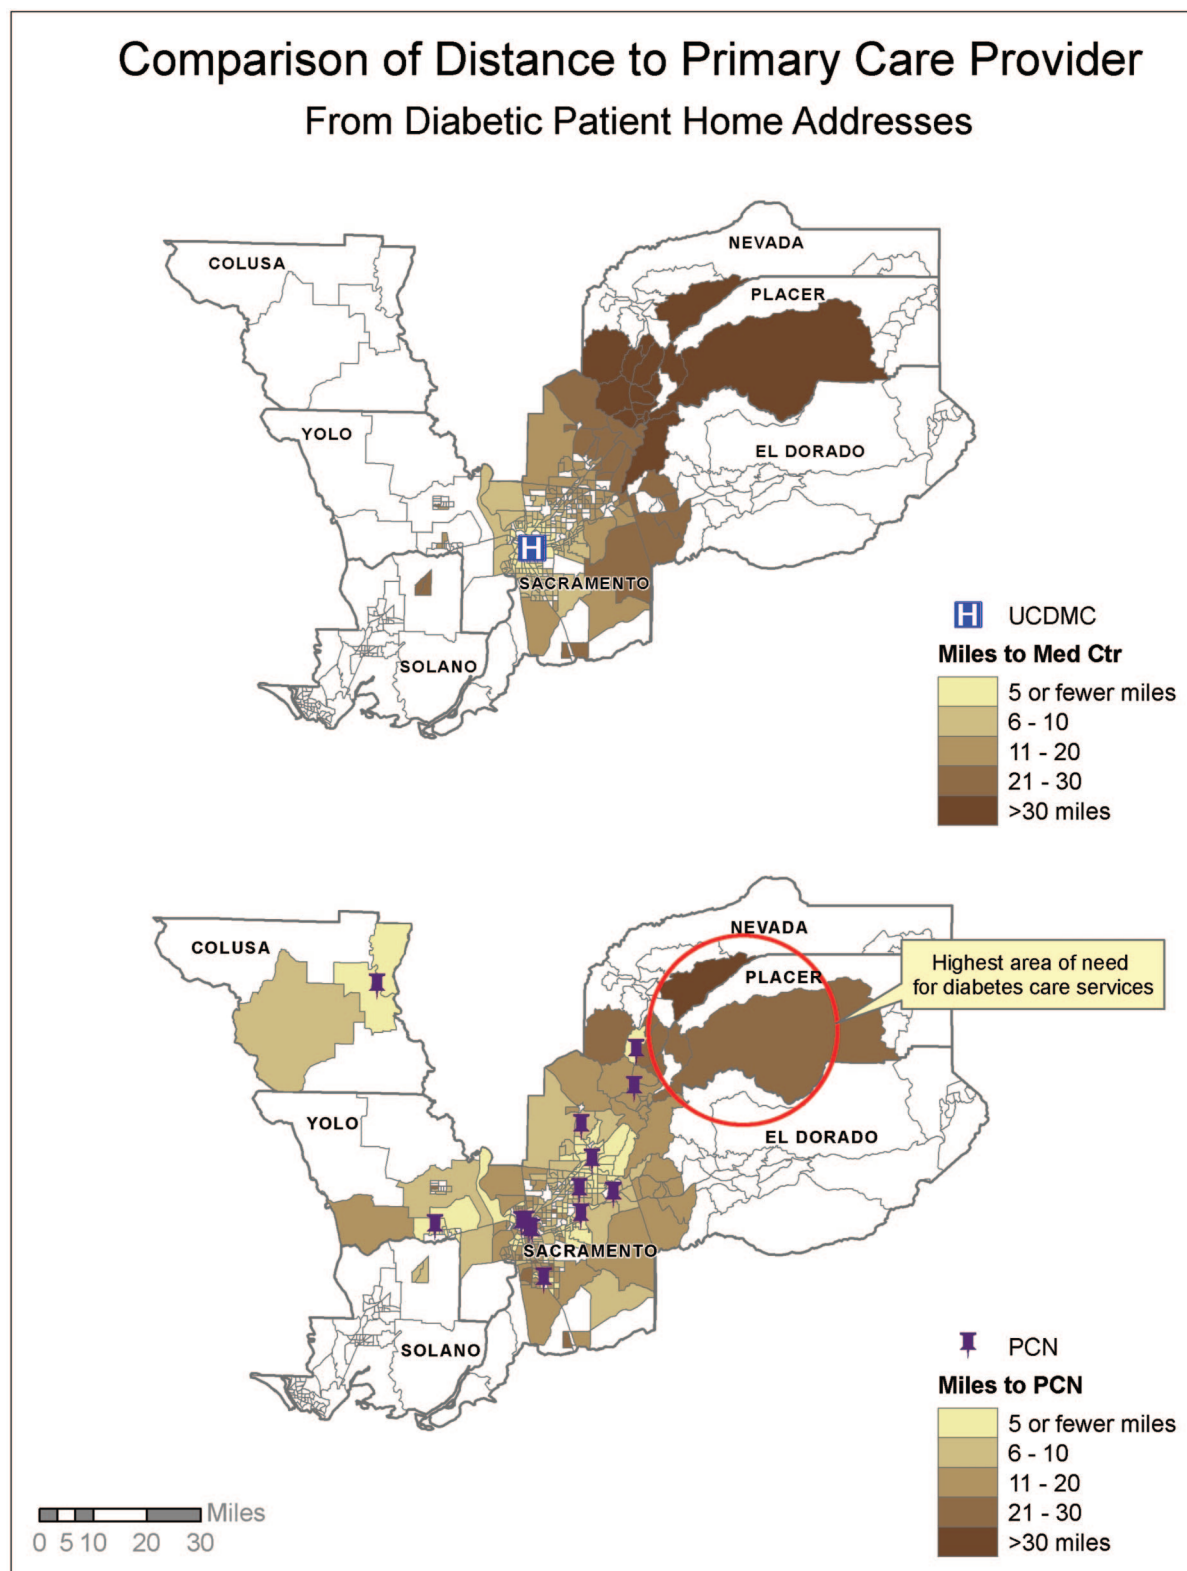 Comparison of Distance to Primary Care Provider
From Diabetic Patient Home Addresses
NEVADA
COLUSA
PLACER
YOLO
EL DORADO
H
SACRAMENTO
SOLANO
H UCDMC
Miles to Med Ctr
5 or fewer miles
6 - 10
11 - 20
21 - 30
>30 miles
NEVADA
COLUSA
PLACER
Highest area of need
for diabetes care services
YOLO
EL DORADO
SACRAMENTO
SOLANO
PCN
Miles to PCN
5 or fewer miles
6 - 10
11 - 20
21 - 30
>30 miles
Miles
0 5 10 20 30